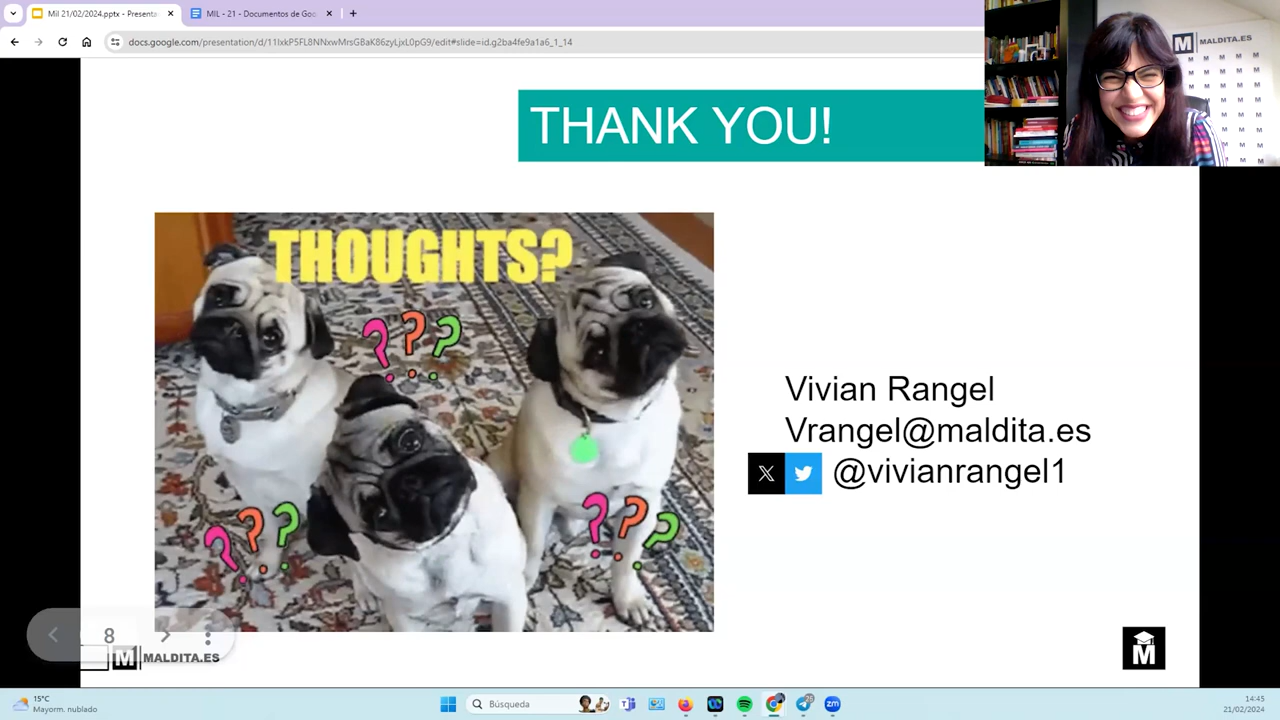 Mil 21/02/2024.pptx - Presenta
MIL - 21 - Documentos de Goo
docs.google.com/presentation/d/11IxkP5FL8NNxwMrsGBaK86zyLjxL0pG9/edit#slide=id.g2ba4fe9a1a6_1_14
M MALDITA.ES
THANK YOU!
THOUGHTS?
???
???
???
Vivian Rangel
Vrangel@maldita.es
@vivianrangel1
8
M MALDITA.ES
M
15°C
Mayorm. nublado
Búsqueda
14:45
21/02/2024